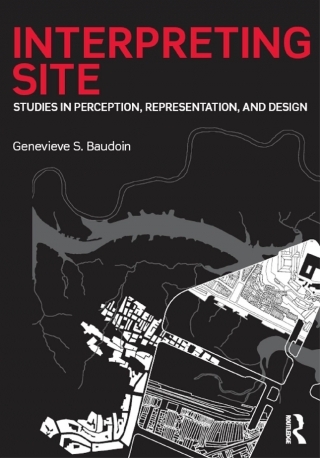 INTERPRETING
SITE
STUDIES IN PERCEPTION, REPRESENTATION, AND DESIGN
Genevieve S. Baudoin
ROUTLEDGE